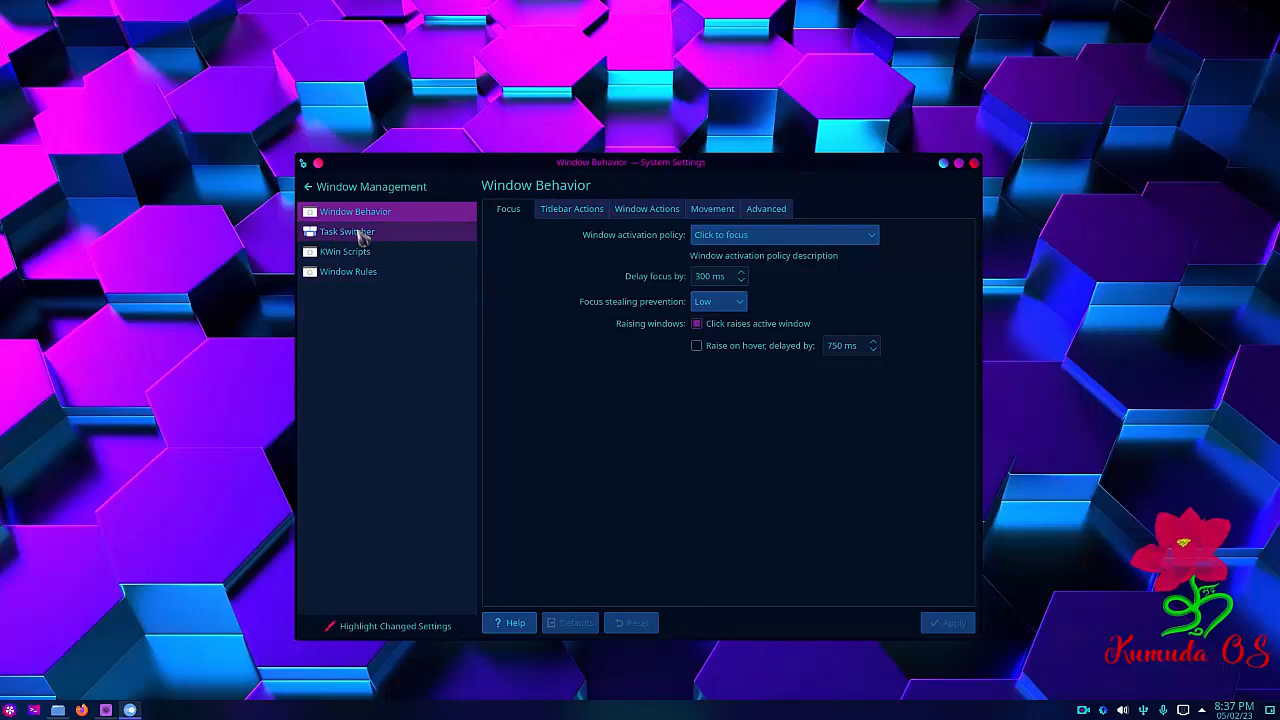 Window Behavior — System Settings
Window Management
Window Behavior
Task Switcher
KWin Scripts
Window Rules
Highlight Changed Settings
Window Behavior
Focus
Titlebar Actions
Window Actions
Movement
Advanced
Window activation policy: Click to focus
Window activation policy description
Delay focus by: 300 ms
Focus stealing prevention: Low
Raising windows: Click raises active window
Raise on hover, delayed by: 750 ms
? Help
Defaults
Reset
Apply
Kumuda OS
8:37 PM
05/02/23